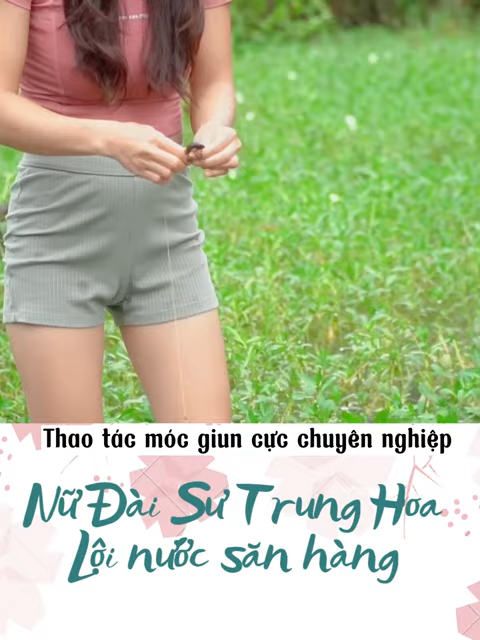 Thao tác móc giun cực chuyên nghiệp
Nữ Đài Sư Trung Hoa
Lội nước săn hàng